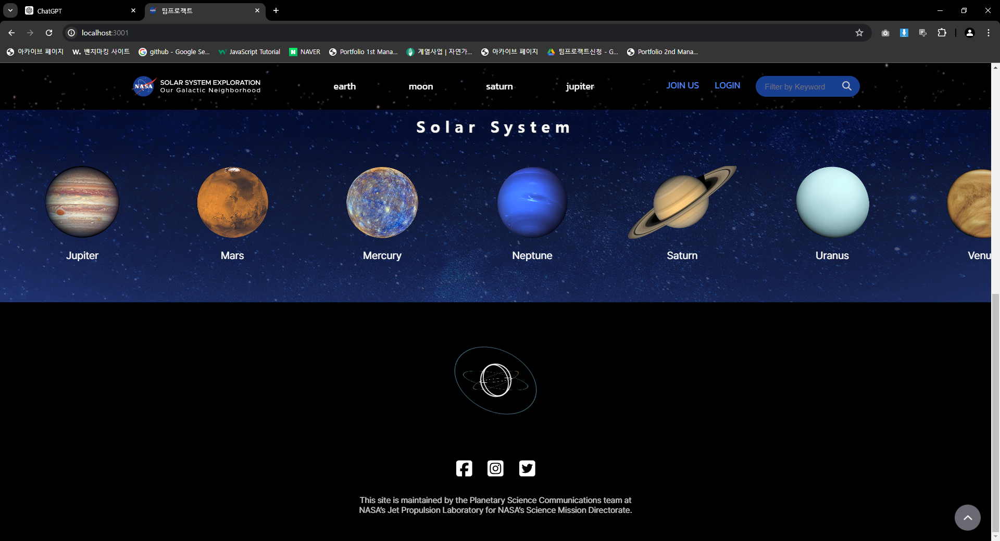 ChatGPT
팀프로젝트
localhost:3001
아카이브 페이지
W. 벤치마킹 사이트
github - Google Se...
JavaScript Tutorial
N NAVER
Portfolio 1st Mana...
계열사업 | 자연가...
아카이브 페이지
팀프로젝트신청 - G...
Portfolio 2nd Mana...
NASA
SOLAR SYSTEM EXPLORATION
Our Galactic Neighborhood
earth
moon
saturn
jupiter
JOIN US
LOGIN
Filter by Keyword
Solar System
Jupiter
Mars
Mercury
Neptune
Saturn
Uranus
Venu
This site is maintained by the Planetary Science Communications team at
NASA's Jet Propulsion Laboratory for NASA's Science Mission Directorate.